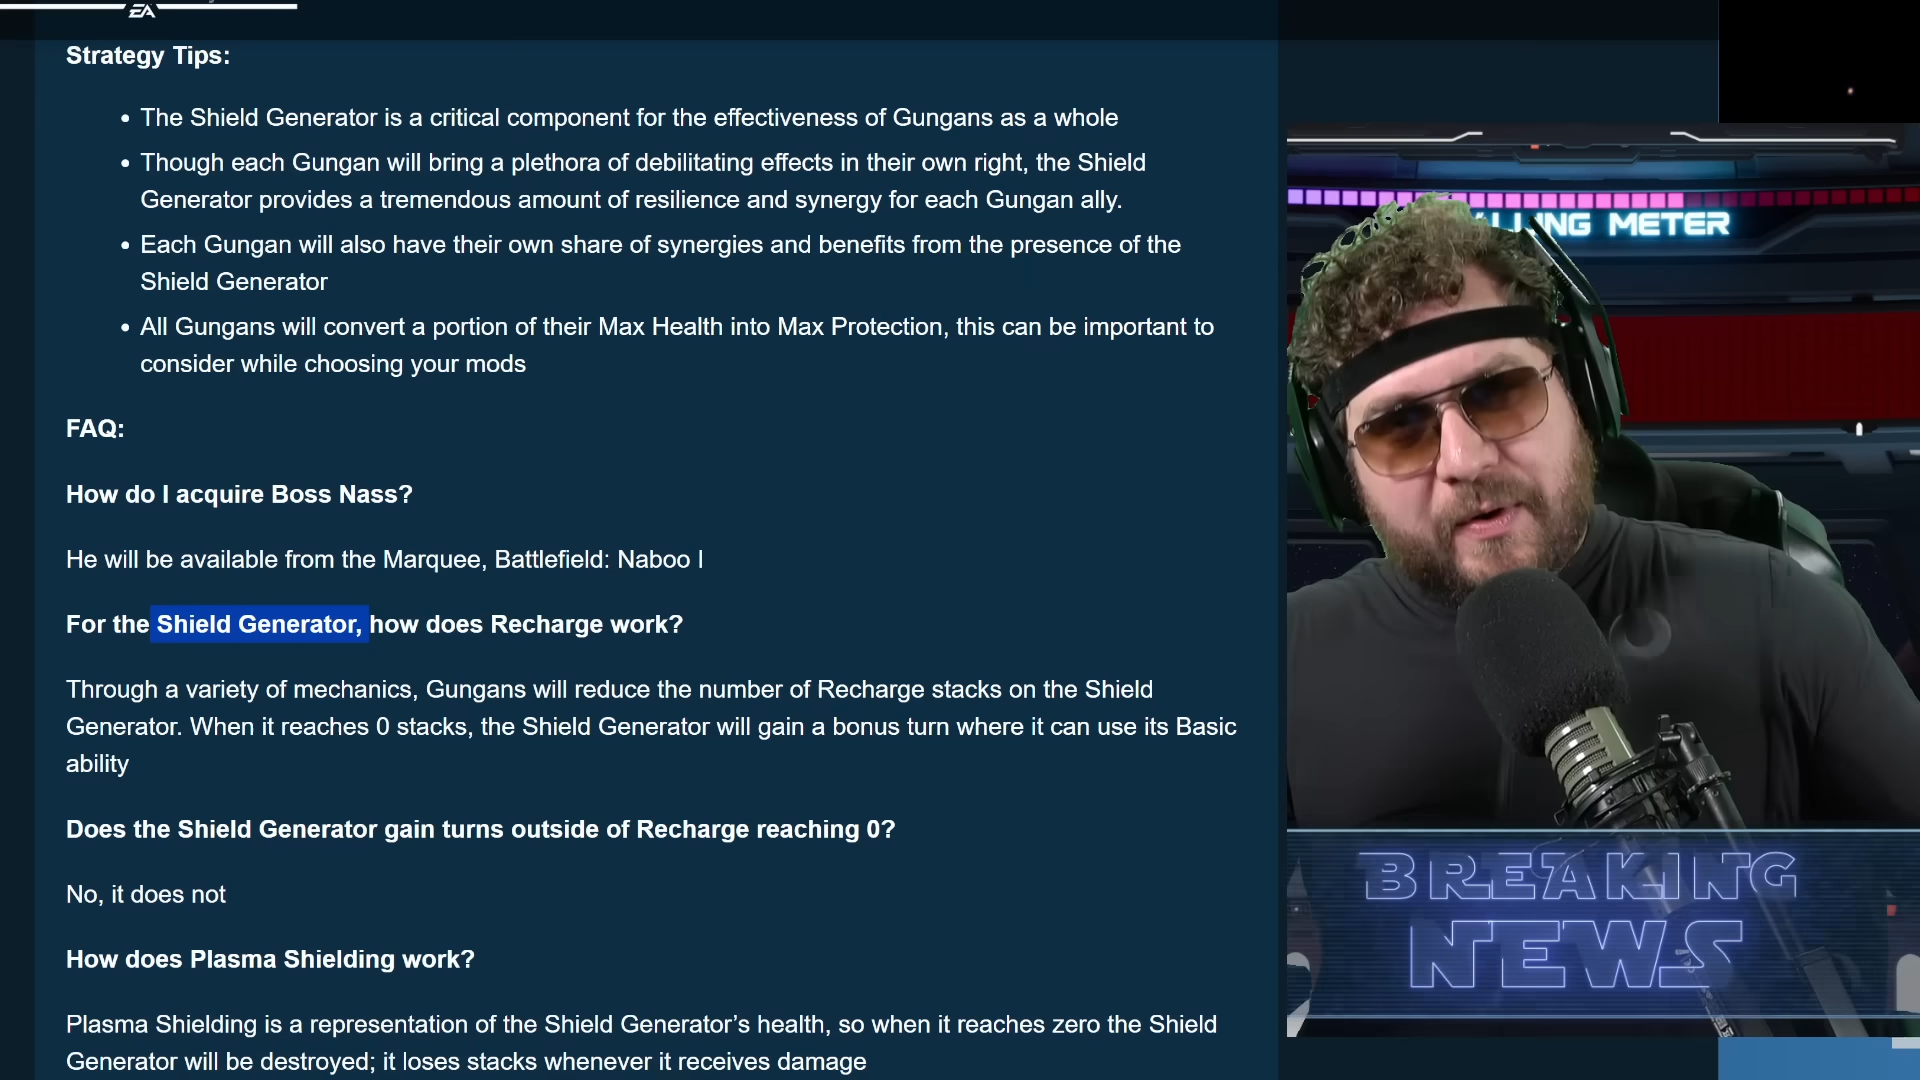 EA
Strategy Tips:
• The Shield Generator is a critical component for the effectiveness of Gungans as a whole
• Though each Gungan will bring a plethora of debilitating effects in their own right, the Shield
Generator provides a tremendous amount of resilience and synergy for each Gungan ally.
• Each Gungan will also have their own share of synergies and benefits from the presence of the
Shield Generator
• All Gungans will convert a portion of their Max Health into Max Protection, this can be important to
consider while choosing your mods
FAQ:
How do I acquire Boss Nass?
He will be available from the Marquee, Battlefield: Naboo I
For the Shield Generator, how does Recharge work?
Through a variety of mechanics, Gungans will reduce the number of Recharge stacks on the Shield
Generator. When it reaches 0 stacks, the Shield Generator will gain a bonus turn where it can use its Basic
ability
Does the Shield Generator gain turns outside of Recharge reaching 0?
No, it does not
How does Plasma Shielding work?
Plasma Shielding is a representation of the Shield Generator’s health, so when it reaches zero the Shield
Generator will be destroyed; it loses stacks whenever it receives damage
METER
BREAKING
NEWS